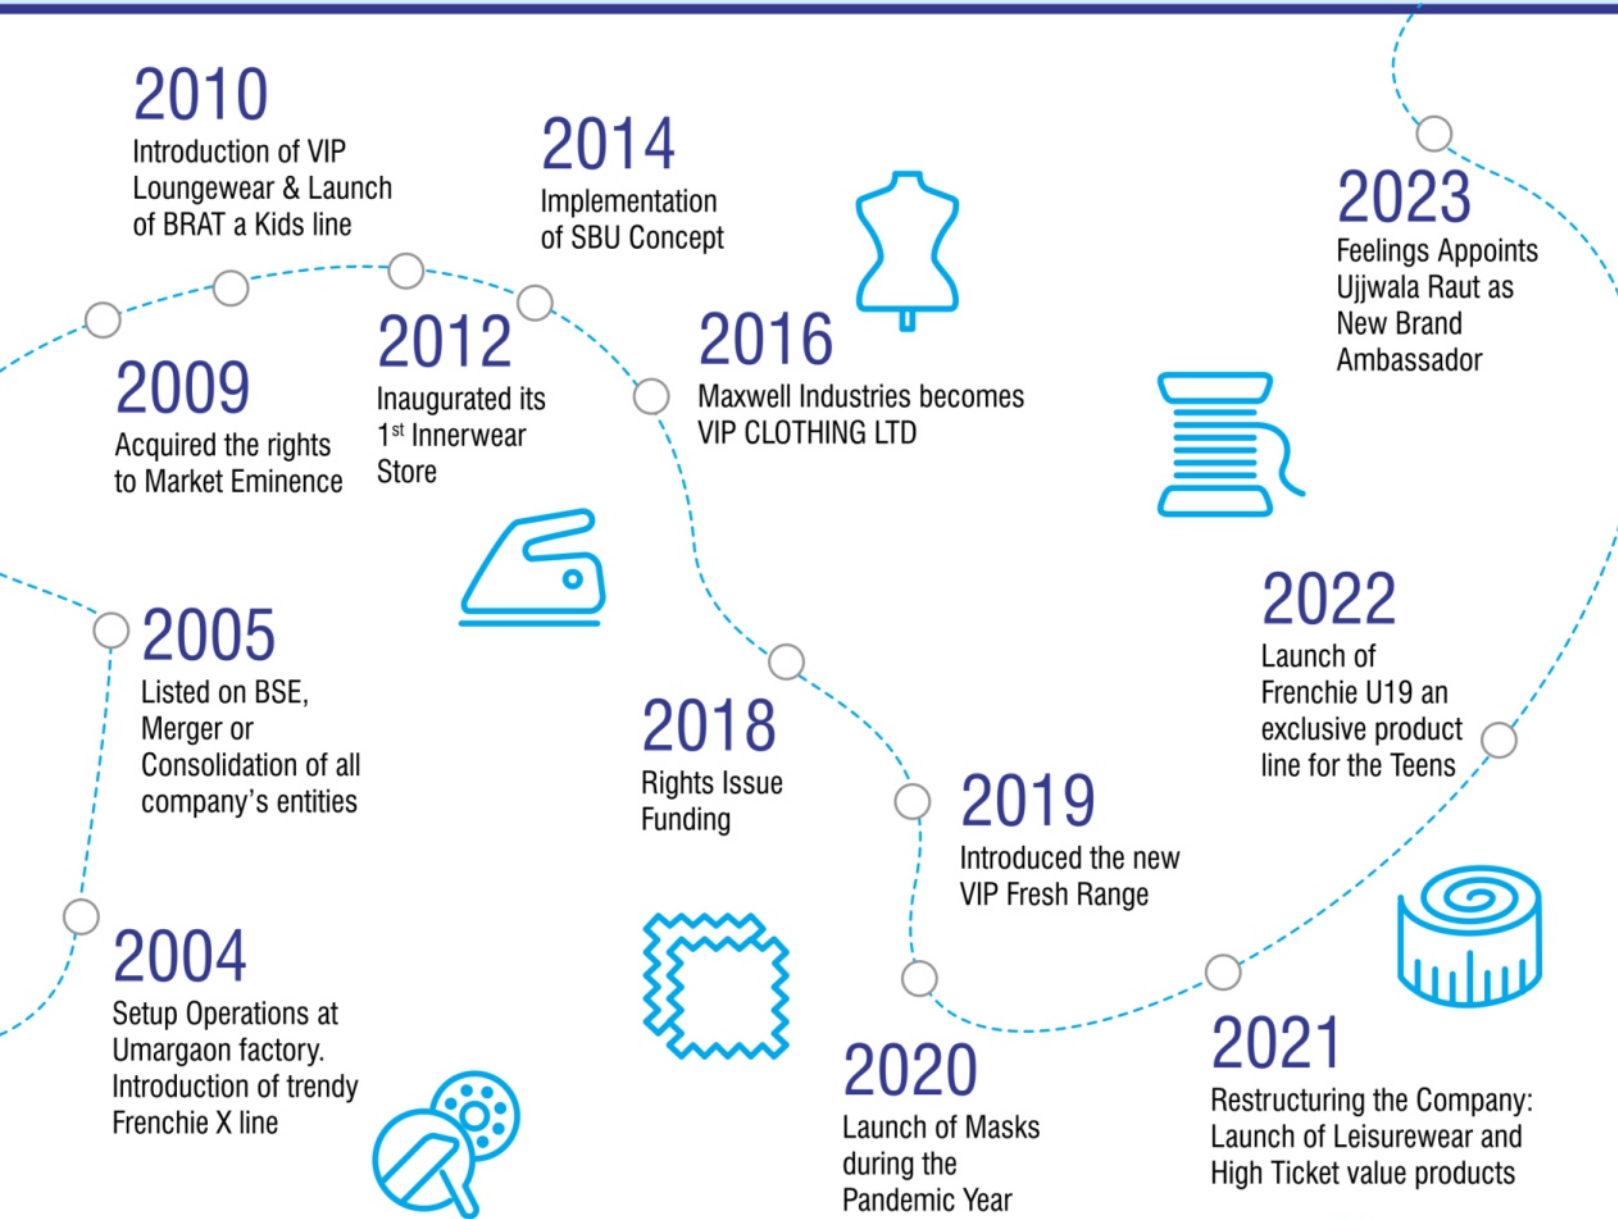 2010
Introduction of VIP
Loungewear & Launch
of BRAT a Kids line
2014
Implementation
of SBU Concept
2023
Feelings Appoints
Ujjwala Raut as
New Brand
Ambassador
2009
Acquired the rights
to Market Eminence
2012
Inaugurated its
1st Innerwear
Store
2016
Maxwell Industries becomes
VIP CLOTHING LTD
2005
Listed on BSE,
Merger or
Consolidation of all
company's entities
2018
Rights Issue
Funding
2022
Launch of
Frenchie U19 an
exclusive product
line for the Teens
2019
Introduced the new
VIP Fresh Range
2004
Setup Operations at
Umargaon factory.
Introduction of trendy
Frenchie X line
2020
Launch of Masks
during the
Pandemic Year
2021
Restructuring the Company:
Launch of Leisurewear and
High Ticket value products